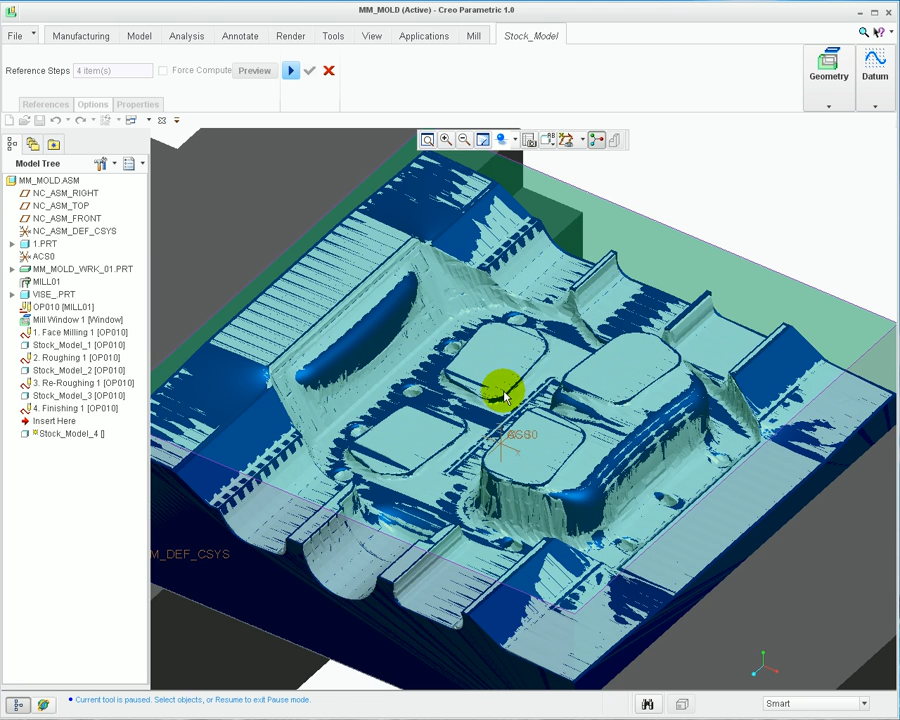 MM_MOLD (Active) - Creo Parametric 1.0
File Manufacturing Model Analysis Annotate Render Tools View Applications Mill Stock_Model
Reference Steps 4 item(s) Force Compute Preview
Geometry Datum
References Options Properties
Model Tree
MM_MOLD.ASM
NC_ASM_RIGHT
NC_ASM_TOP
NC_ASM_FRONT
NC_ASM_DEF_CSYS
1.PRT
ACS0
MM_MOLD_WRK_01.PRT
MILL01
VISE_.PRT
OP010 [MILL01]
Mill Window 1 [Window]
1. Face Milling 1 [OP010]
Stock_Model_1 [OP010]
2. Roughing 1 [OP010]
Stock_Model_2 [OP010]
3. Re-Roughing 1 [OP010]
Stock_Model_3 [OP010]
4. Finishing 1 [OP010]
Insert Here
Stock_Model_4 []
M_DEF_CSYS
Current tool is paused. Select objects, or Resume to exit Pause mode.
Smart